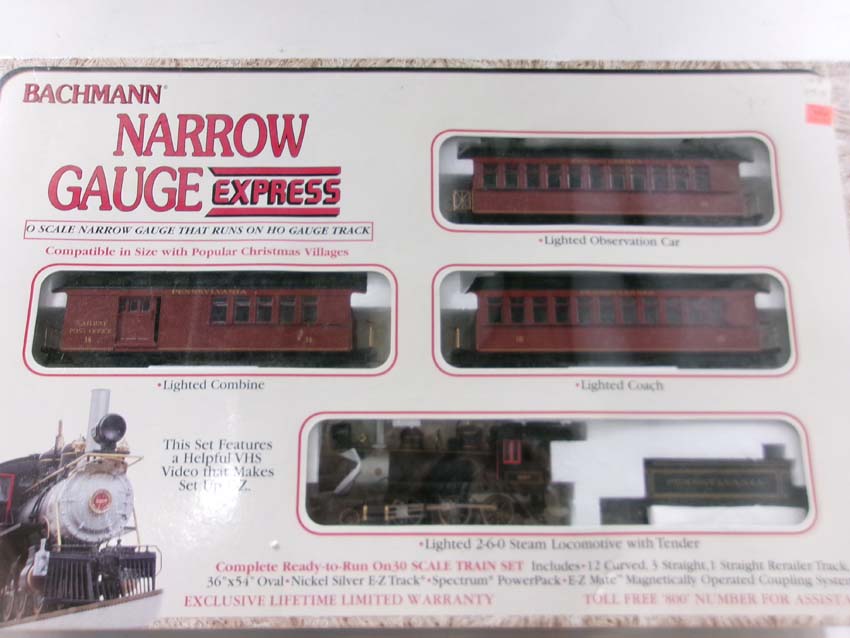 BACHMANN®
NARROW
GAUGE EXPRESS
O SCALE NARROW GAUGE THAT RUNS ON HO GAUGE TRACK
Compatible in Size with Popular Christmas Villages
•Lighted Observation Car
PENNSYLVANIA
RAILWAY
POST OFFICE
•Lighted Combine
•Lighted Coach
This Set Features
a Helpful VHS
Video that Makes
Set Up E-Z.
PENNSYLVANIA
•Lighted 2-6-0 Steam Locomotive with Tender
Complete Ready-to-Run On30 SCALE TRAIN SET Includes•12 Curved, 3 Straight, 1 Straight Rerailer Track,
36"x54" Oval•Nickel Silver E-Z Track®•Spectrum® PowerPack•E-Z Mate® Magnetically Operated Coupling
EXCLUSIVE LIFETIME LIMITED WARRANTY TOLL FREE '800' NUMBER FOR